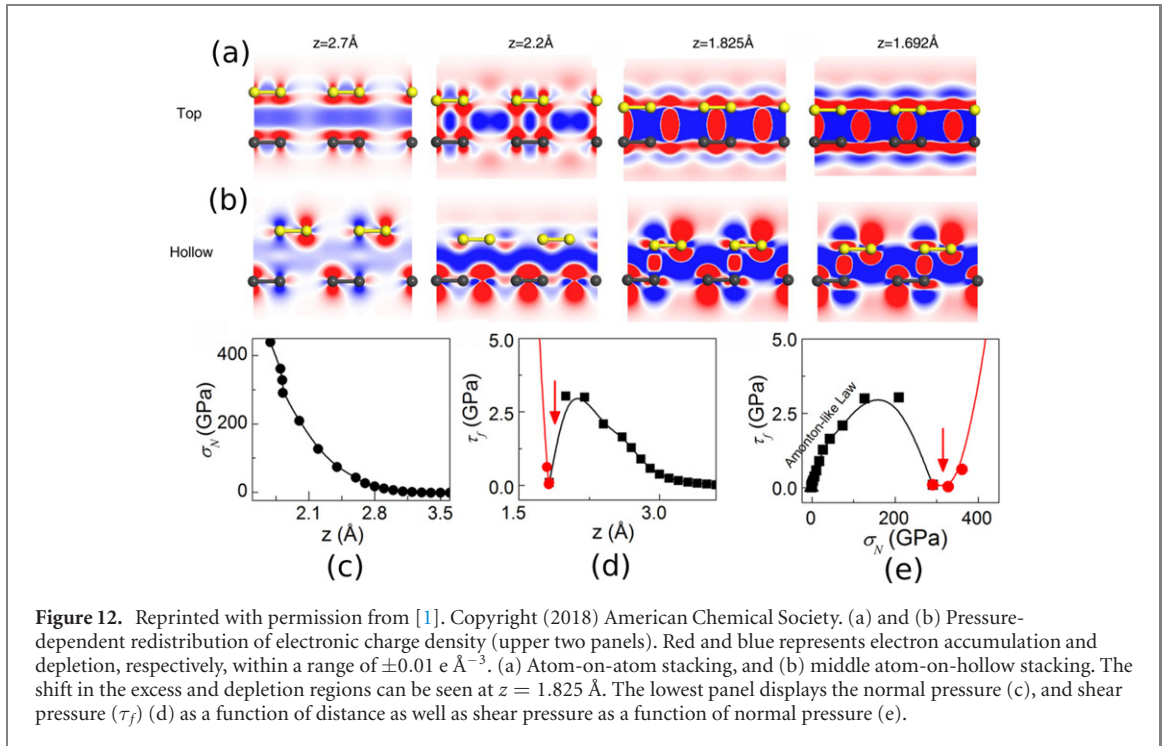 (a)
z=2.7Å z=2.2Å z=1.825Å z=1.692Å
Top
(b)
Hollow
400
200
0
σN (GPa)
2.1 2.8 3.5
z (Å)
(c)
5.0
2.5
0.0
τf (GPa)
1.5 3.0
z (Å)
(d)
5.0
2.5
0.0
τf (GPa)
Amonton-like Law
0 200 400
σN (GPa)
(e)
Figure 12. Reprinted with permission from [1]. Copyright (2018) American Chemical Society. (a) and (b) Pressure-
dependent redistribution of electronic charge density (upper two panels). Red and blue represents electron accumulation and
depletion, respectively, within a range of ±0.01 e Å−3. (a) Atom-on-atom stacking, and (b) middle atom-on-hollow stacking. The
shift in the excess and depletion regions can be seen at z = 1.825 Å. The lowest panel displays the normal pressure (c), and shear
pressure (τf) (d) as a function of distance as well as shear pressure as a function of normal pressure (e).